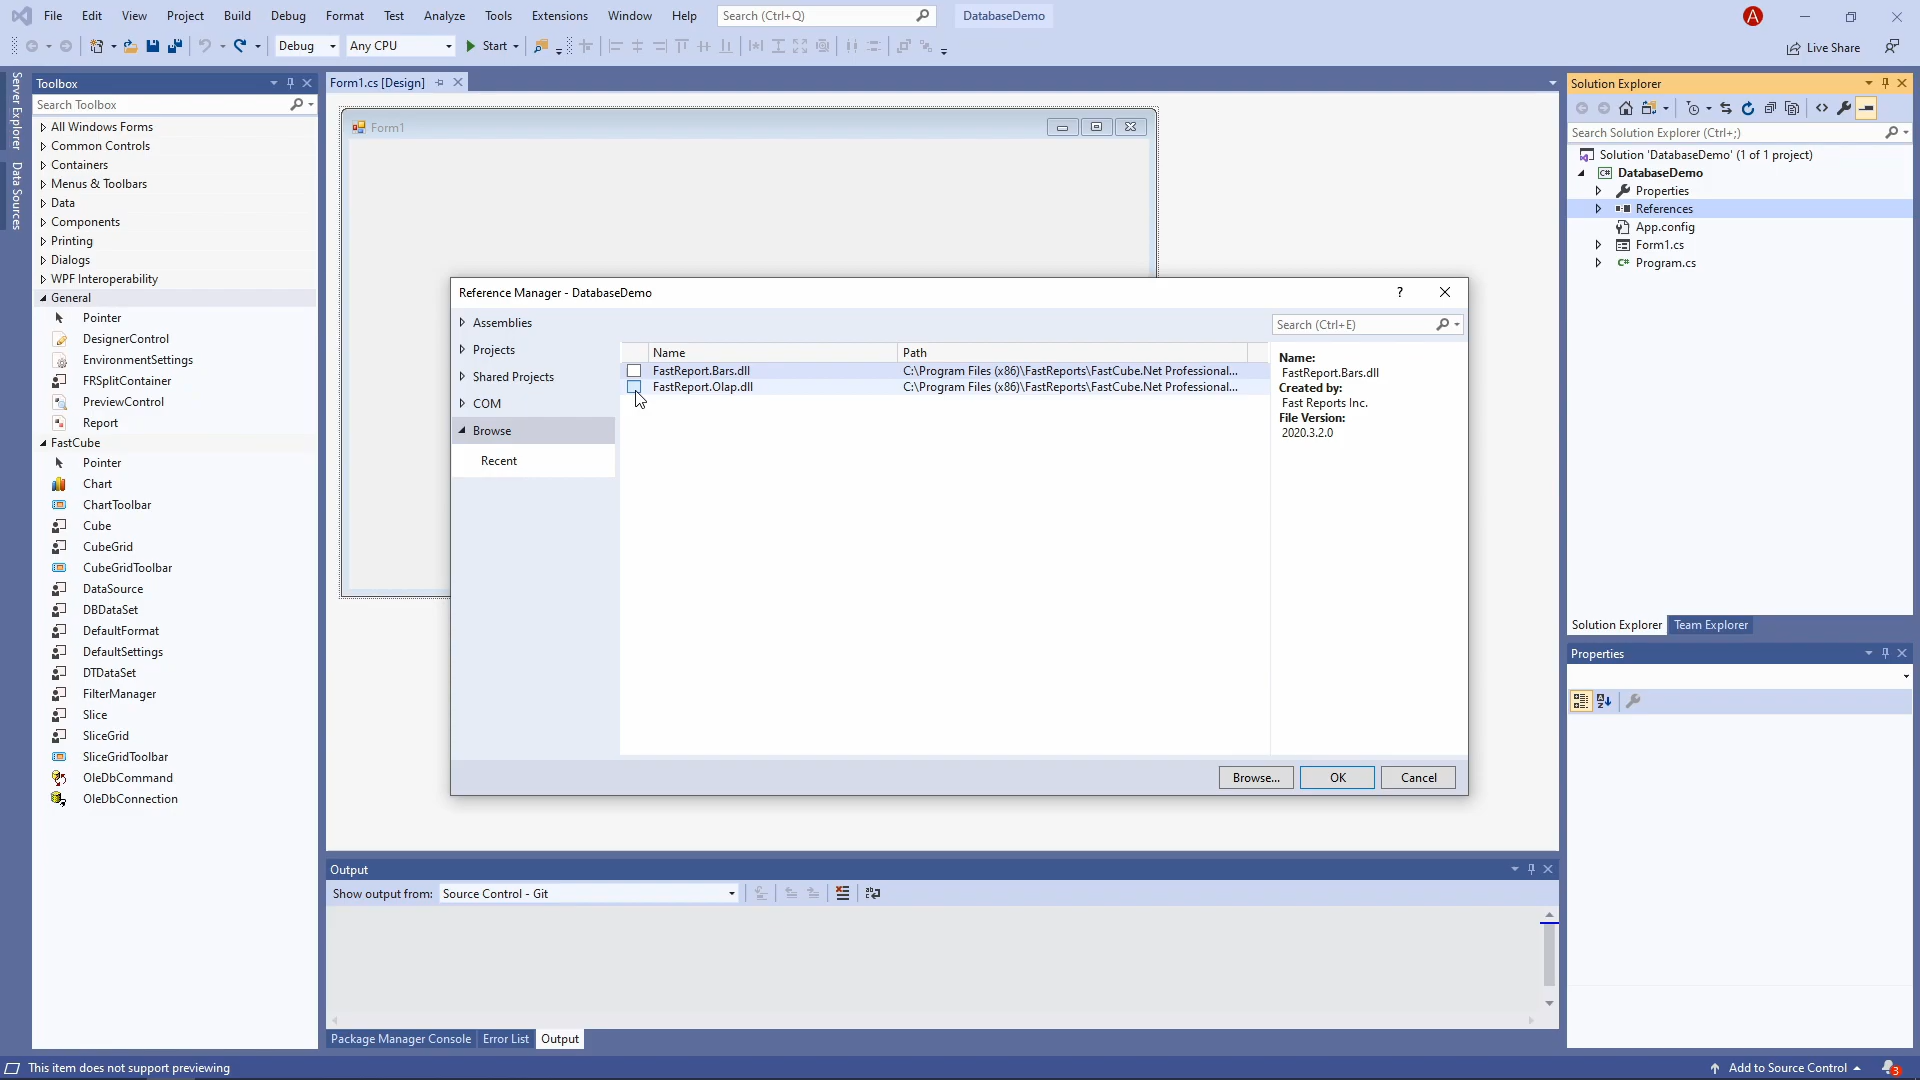 File Edit View Project Build Debug Format Test Analyze Tools Extensions Window Help Search (Ctrl+Q) DatabaseDemo A
Debug Any CPU Start Live Share
Server Explorer
Data Sources
Toolbox
Search Toolbox
All Windows Forms
Common Controls
Containers
Menus & Toolbars
Data
Components
Printing
Dialogs
WPF Interoperability
General
Pointer
DesignerControl
EnvironmentSettings
FRSplitContainer
PreviewControl
Report
FastCube
Pointer
Chart
ChartToolbar
Cube
CubeGrid
CubeGridToolbar
DataSource
DBDataSet
DefaultFormat
DefaultSettings
DTDataSet
FilterManager
Slice
SliceGrid
SliceGridToolbar
OleDbCommand
OleDbConnection
Form1.cs [Design]
Form1
Reference Manager - DatabaseDemo
?
Assemblies
Projects
Shared Projects
COM
Browse
Recent
Search (Ctrl+E)
Name Path
FastReport.Bars.dll C:\Program Files (x86)\FastReports\FastCube.Net Professional...
FastReport.Olap.dll C:\Program Files (x86)\FastReports\FastCube.Net Professional...
Name:
FastReport.Bars.dll
Created by:
Fast Reports Inc.
File Version:
2020.3.2.0
Browse... OK Cancel
Output
Show output from: Source Control - Git
Package Manager Console Error List Output
Solution Explorer
Search Solution Explorer (Ctrl+;)
Solution 'DatabaseDemo' (1 of 1 project)
C# DatabaseDemo
Properties
References
App.config
Form1.cs
C# Program.cs
Solution Explorer Team Explorer
Properties
This item does not support previewing
Add to Source Control 3